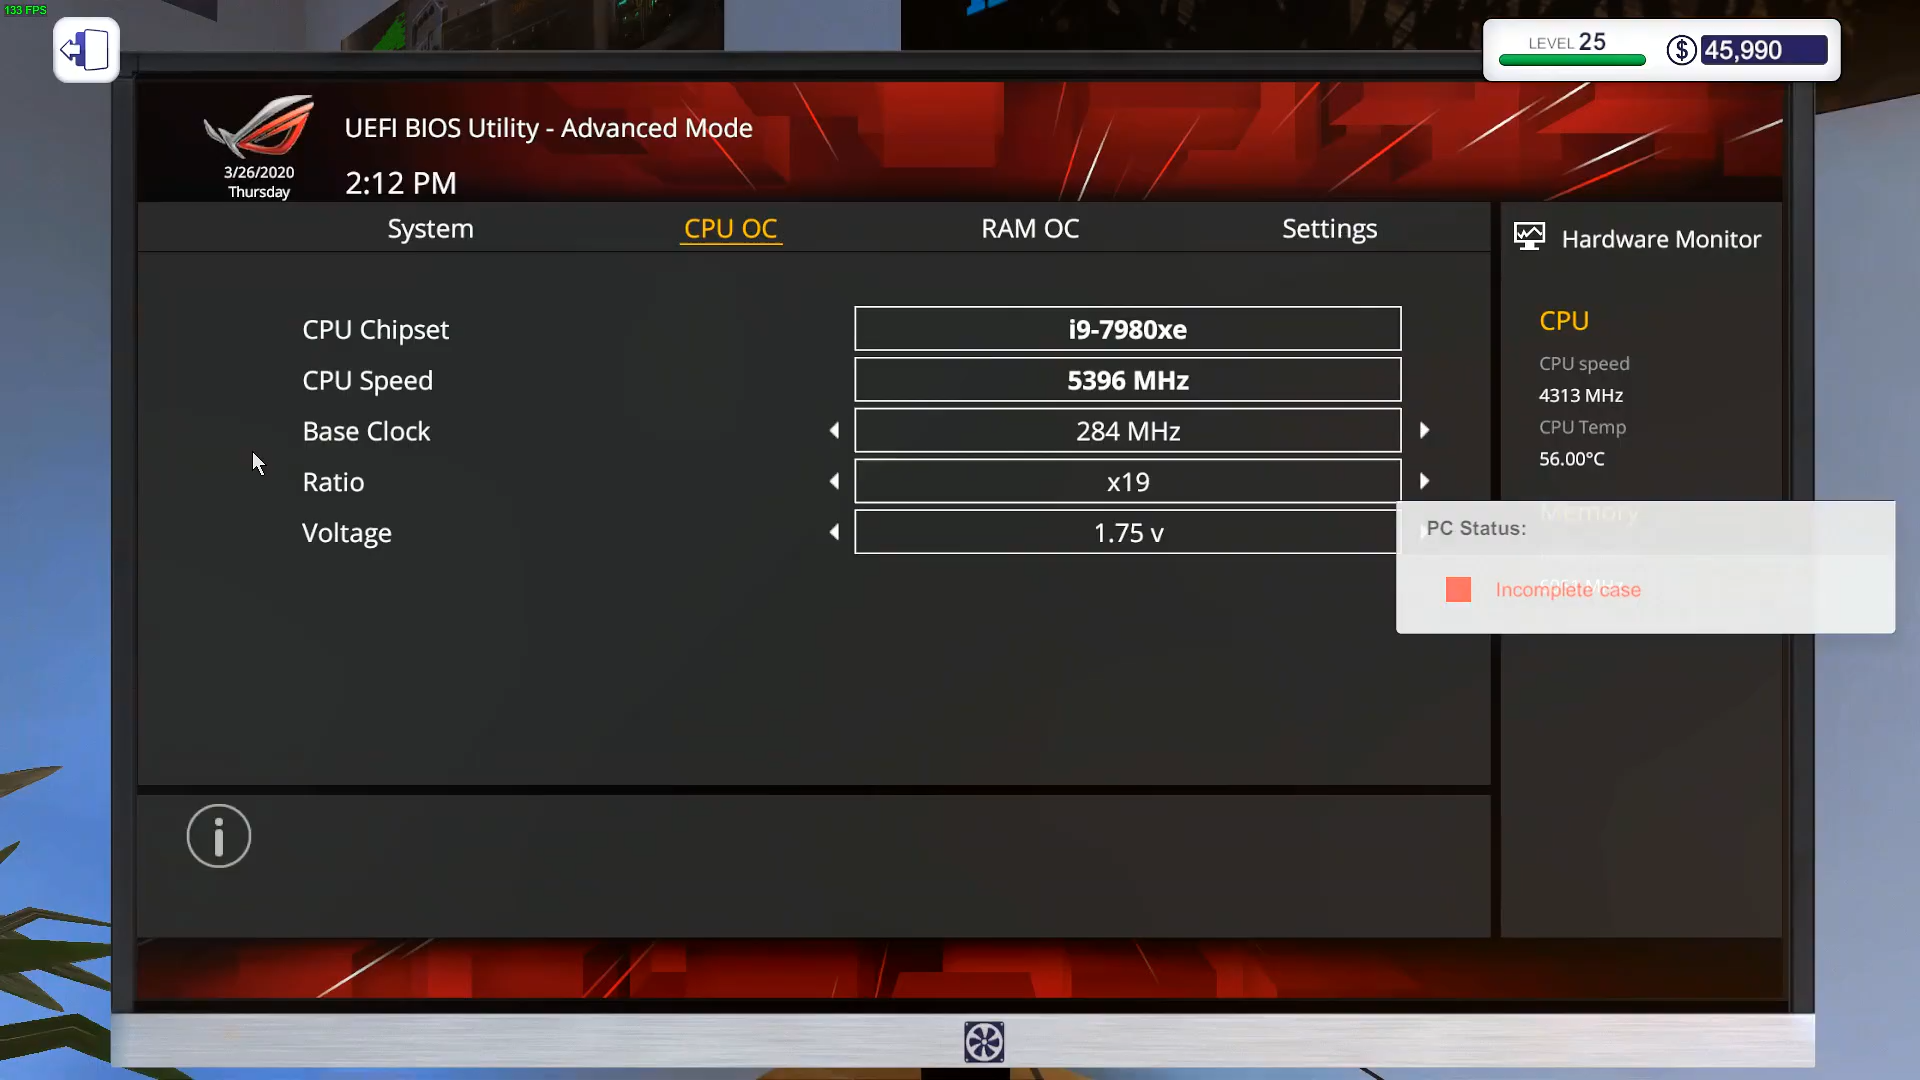 133 FPS
LEVEL 25
$ 45,990
UEFI BIOS Utility - Advanced Mode
3/26/2020
Thursday
2:12 PM
System
CPU OC
RAM OC
Settings
Hardware Monitor
CPU Chipset
i9-7980xe
CPU Speed
5396 MHz
Base Clock
284 MHz
Ratio
x19
Voltage
1.75 v
CPU
CPU speed
4313 MHz
CPU Temp
56.00°C
Memory
PC Status:
Incomplete case